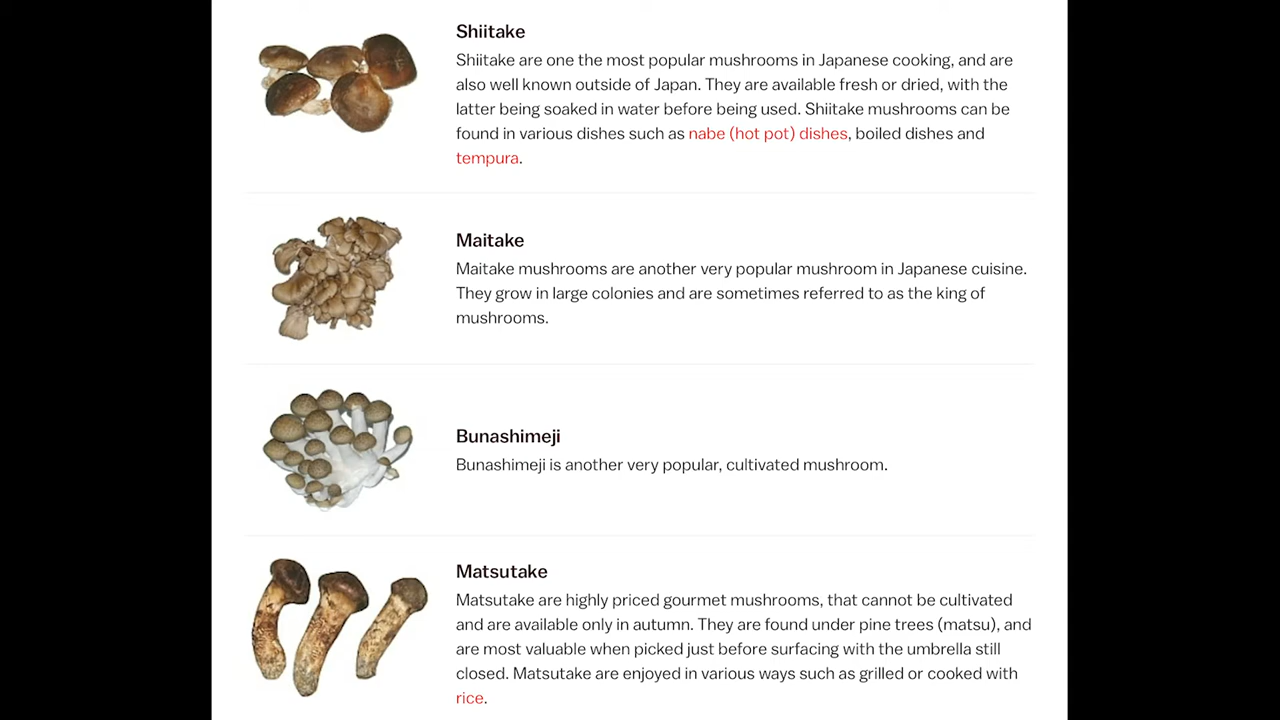 Shiitake
Shiitake are one the most popular mushrooms in Japanese cooking, and are
also well known outside of Japan. They are available fresh or dried, with the
latter being soaked in water before being used. Shiitake mushrooms can be
found in various dishes such as nabe (hot pot) dishes, boiled dishes and
tempura.
Maitake
Maitake mushrooms are another very popular mushroom in Japanese cuisine.
They grow in large colonies and are sometimes referred to as the king of
mushrooms.
Bunashimeji
Bunashimeji is another very popular, cultivated mushroom.
Matsutake
Matsutake are highly priced gourmet mushrooms, that cannot be cultivated
and are available only in autumn. They are found under pine trees (matsu), and
are most valuable when picked just before surfacing with the umbrella still
closed. Matsutake are enjoyed in various ways such as grilled or cooked with
rice.